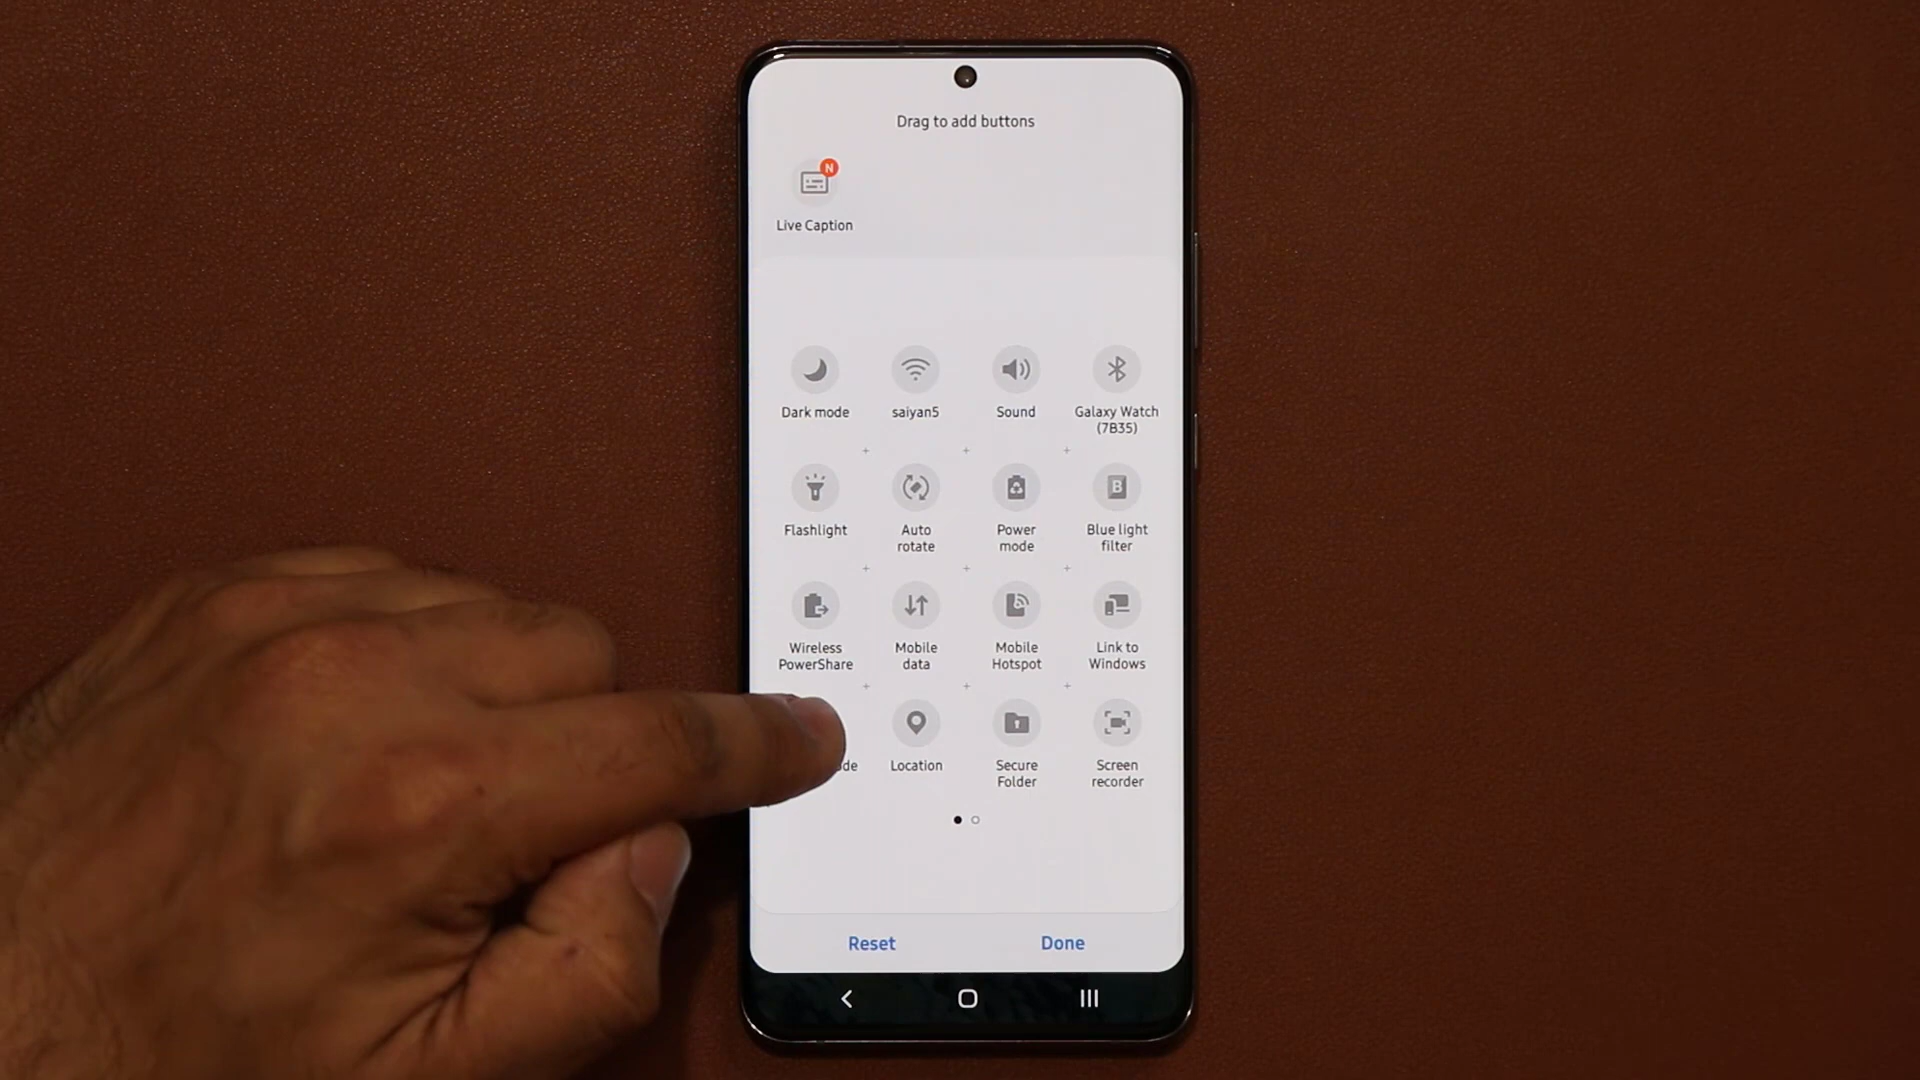 Drag to add buttons
N
Live Caption
Dark mode
saiyan5
Sound
Galaxy Watch
(7B35)
Flashlight
Auto
rotate
Power
mode
B
Blue light
filter
Wireless
PowerShare
Mobile
data
Mobile
Hotspot
Link to
Windows
Location
Secure
Folder
Screen
recorder
Reset
Done